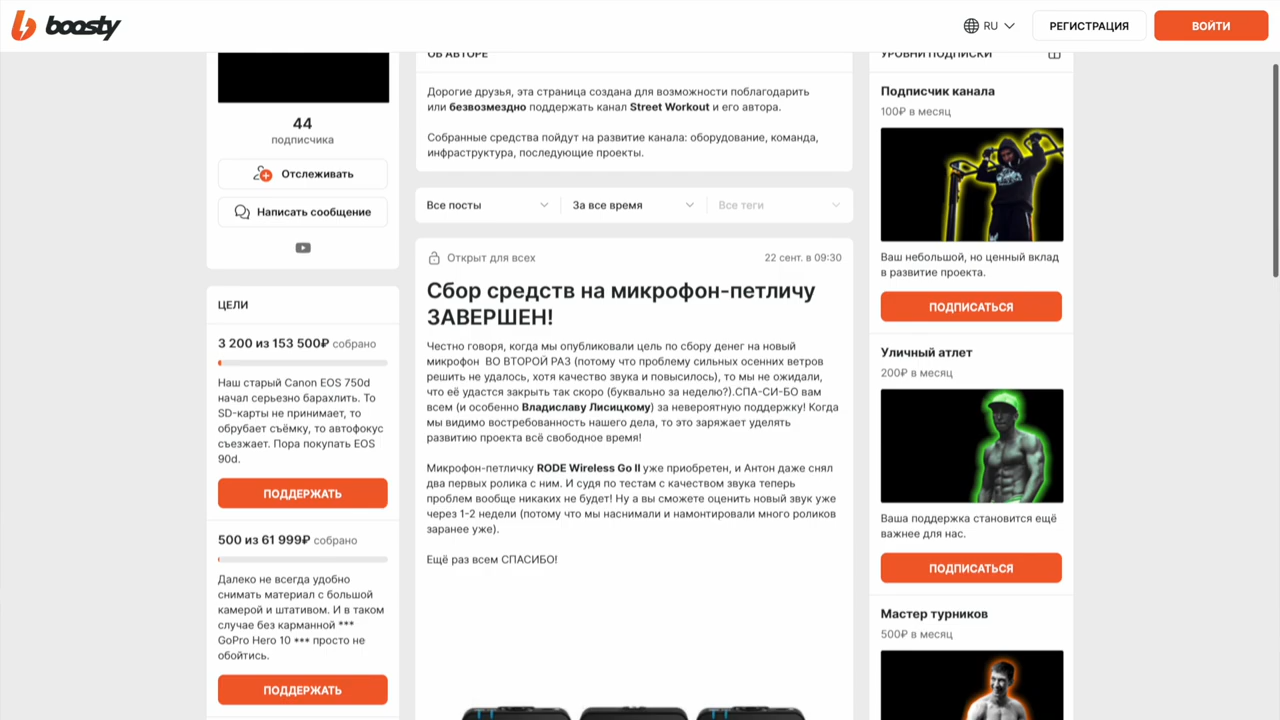 boosty
RU
РЕГИСТРАЦИЯ
ВОЙТИ
44
подписчика
Отслеживать
Написать сообщение
ЦЕЛИ
3 200 из 153 500₽ собрано
Наш старый Canon EOS 750d
начал серьезно барахлить. То
SD-карты не принимает, то
обрубает съёмку, то автофокус
съезжает. Пора покупать EOS
90d.
ПОДДЕРЖАТЬ
500 из 61 999₽ собрано
Далеко не всегда удобно
снимать материал с большой
камерой и штативом. И в таком
случае без карманной ***
GoPro Hero 10 *** просто не
обойтись.
ПОДДЕРЖАТЬ
ОБ АВТОРЕ
Дорогие друзья, эта страница создана для возможности поблагодарить
или безвозмездно поддержать канал Street Workout и его автора.
Собранные средства пойдут на развитие канала: оборудование, команда,
инфраструктура, последующие проекты.
Все посты
За все время
Все теги
Открыт для всех
22 сент. в 09:30
Сбор средств на микрофон-петличу
ЗАВЕРШЕН!
Честно говоря, когда мы опубликовали цель по сбору денег на новый
микрофон  ВО ВТОРОЙ РАЗ (потому что проблему сильных осенних ветров
решить не удалось, хотя качество звука и повысилось), то мы не ожидали,
что её удастся закрыть так скоро (буквально за неделю?).СПА-СИ-БО вам
всем (и особенно Владиславу Лисицкому) за невероятную поддержку! Когда
мы видимо востребованность нашего дела, то это заряжает уделять
развитию проекта всё свободное время!
Микрофон-петличку RODE Wireless Go II уже приобретен, и Антон даже снял
два первых ролика с ним. И судя по тестам с качеством звука теперь
проблем вообще никаких не будет! Ну а вы сможете оценить новый звук уже
через 1-2 недели (потому что мы наснимали и намонтировали много роликов
заранее уже).
Ещё раз всем СПАСИБО!
УРОВНИ ПОДПИСКИ
Подписчик канала
100₽ в месяц
Ваш небольшой, но ценный вклад
в развитие проекта.
ПОДПИСАТЬСЯ
Уличный атлет
200₽ в месяц
Ваша поддержка становится ещё
важнее для нас.
ПОДПИСАТЬСЯ
Мастер турников
500₽ в месяц